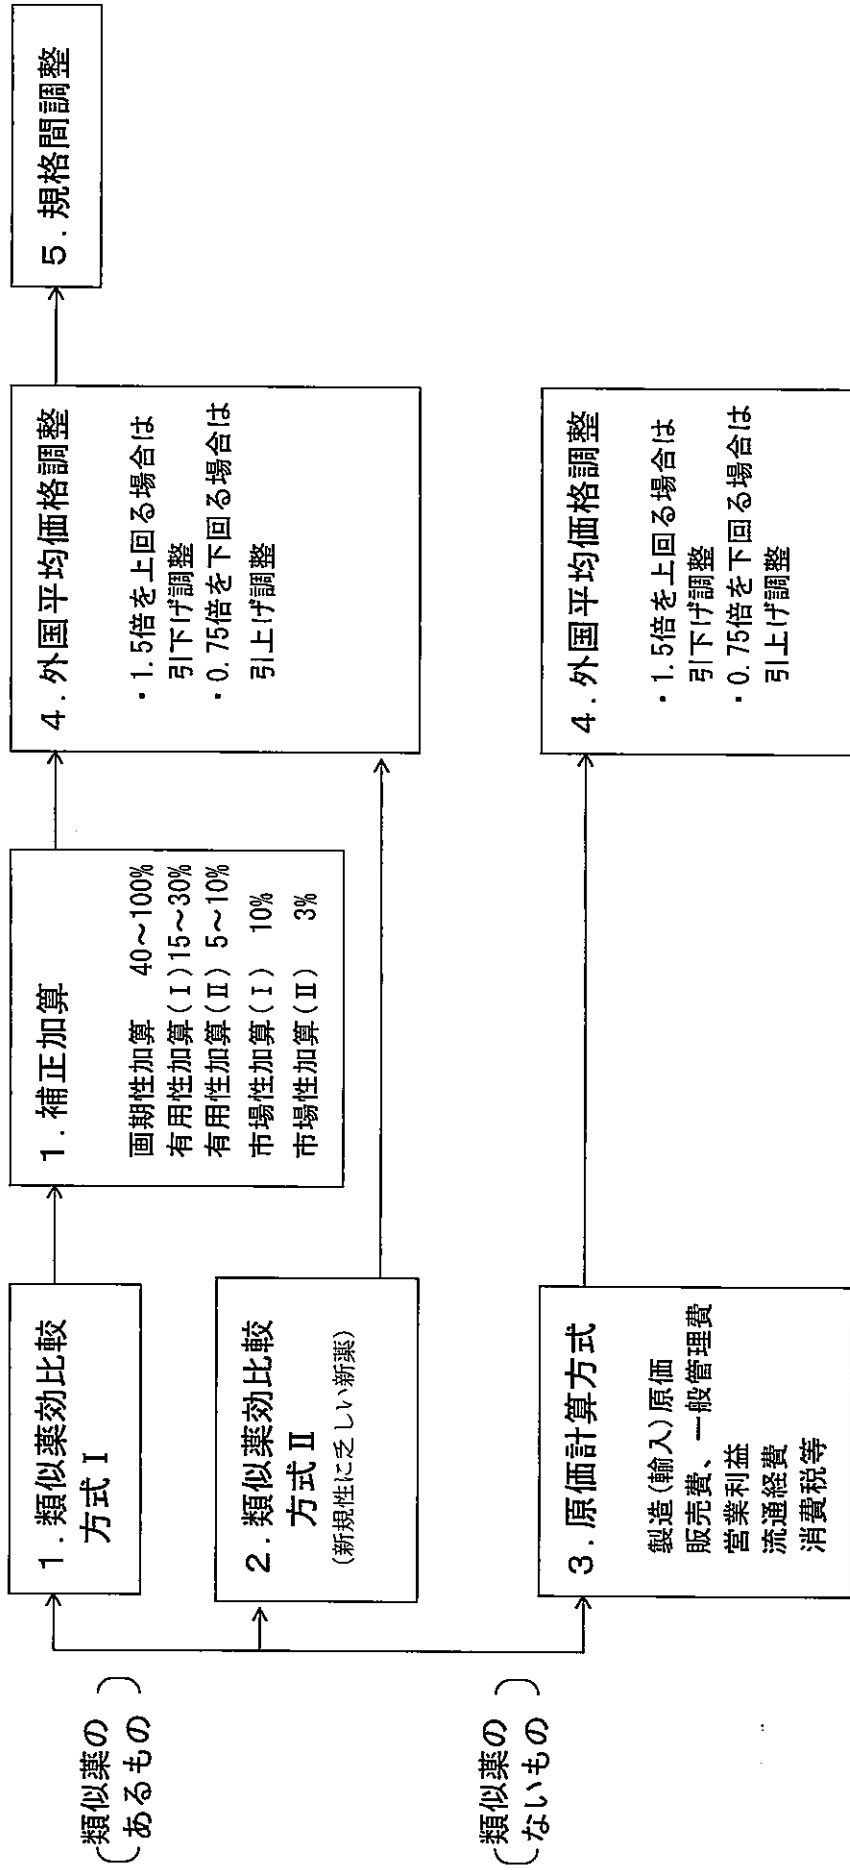 (類似薬の
あるもの)
1.類似薬効比較
方式Ⅰ
1.補正加算
画期性加算 40~100%
有用性加算(Ⅰ)15~30%
有用性加算(Ⅱ) 5~10%
市場性加算(Ⅰ) 10%
市場性加算(Ⅱ) 3%
2.類似薬効比較
方式Ⅱ
(新規性に乏しい新薬)
4.外国平均価格調整
・1.5倍を上回る場合は
引下げ調整
・0.75倍を下回る場合は
引上げ調整
5.規格間調整
(類似薬の
ないもの)
3.原価計算方式
製造(輸入)原価
販売費、一般管理費
営業利益
流通経費
消費税等
4.外国平均価格調整
・1.5倍を上回る場合は
引下げ調整
・0.75倍を下回る場合は
引上げ調整